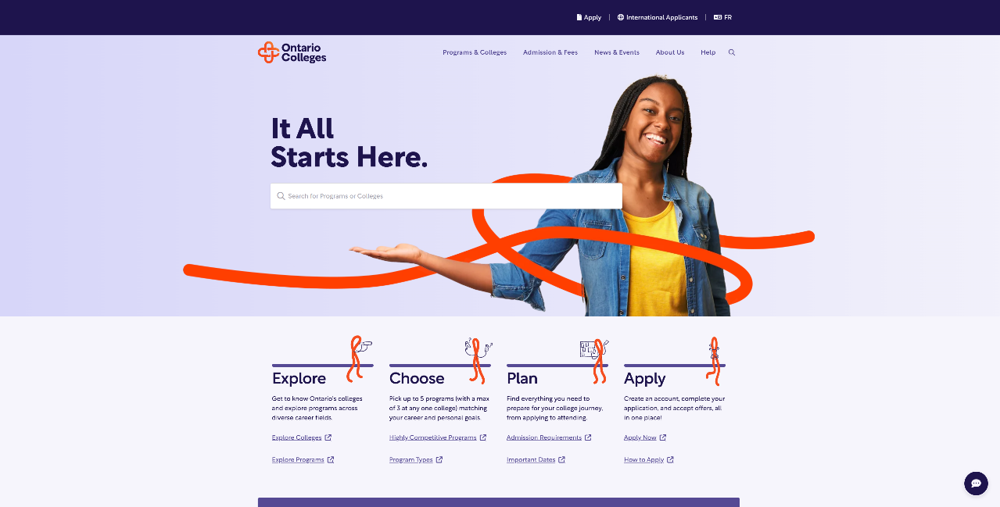 Apply
International Applicants
FR
Ontario
Colleges
Programs & Colleges
Admission & Fees
News & Events
About Us
Help
It All
Starts Here.
Search for Programs or Colleges
Explore
Get to know Ontario's colleges
and explore programs across
diverse career fields.
Explore Colleges
Explore Programs
Choose
Pick up to 5 programs (with a max
of 3 at any one college) matching
your career and personal goals.
Highly Competitive Programs
Program Types
Plan
Find everything you need to
prepare for your college journey,
from applying to attending.
Admission Requirements
Important Dates
Apply
Create an account, complete your
application, and accept offers, all
in one place!
Apply Now
How to Apply